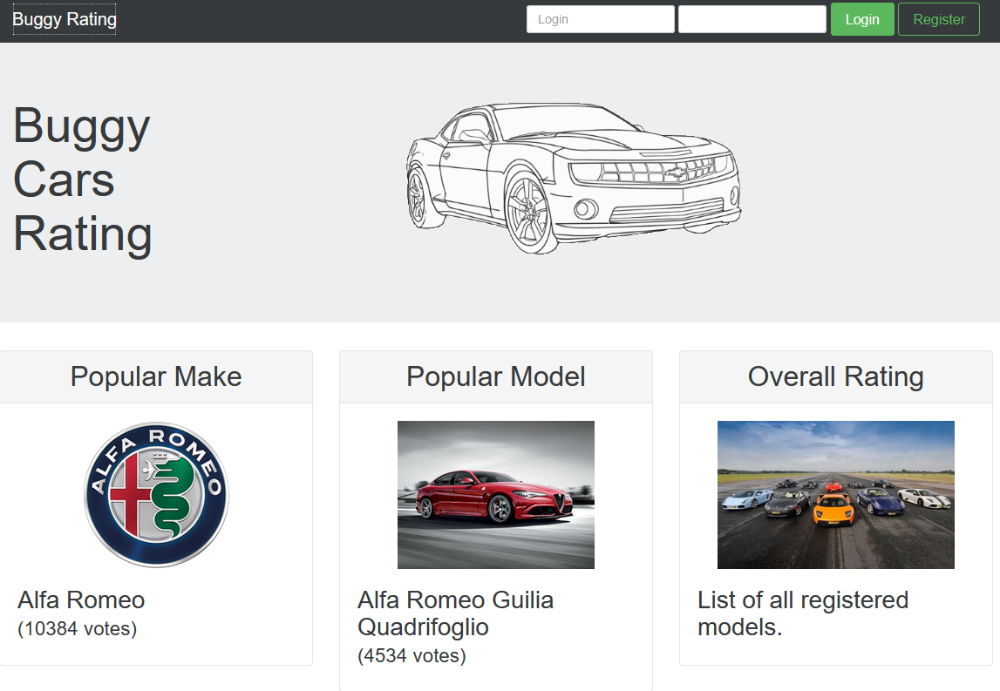 Buggy Rating
Login
Login
Register
Buggy
Cars
Rating
Popular Make
Popular Model
Overall Rating
ALFA ROMEO
Alfa Romeo
(10384 votes)
Alfa Romeo Guilia
Quadrifoglio
(4534 votes)
List of all registered
models.